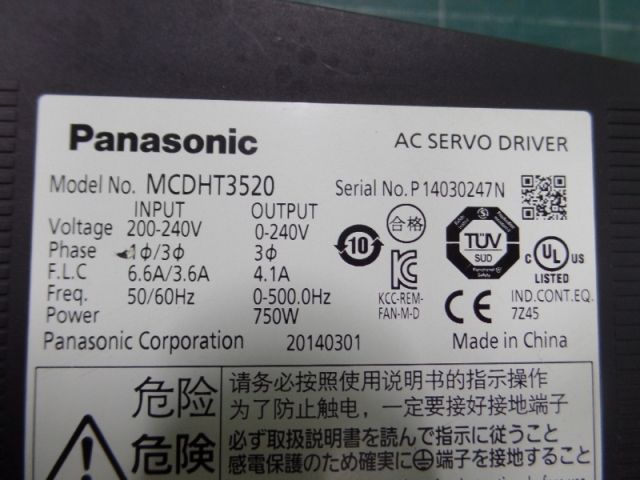 Panasonic AC SERVO DRIVER
Model No. MCDHT3520 Serial No. P14030247N
INPUT OUTPUT
Voltage 200-240V 0-240V
Phase 1ϕ/3ϕ 3ϕ
F.L.C 6.6A/3.6A 4.1A
Freq. 50/60Hz 0-500.0Hz
Power 750W
10
合格
KCC-REM-
FAN-M-D
TÜV
SÜD
CE
c UL us
LISTED
IND.CONT.EQ.
7Z45
Panasonic Corporation 20140301 Made in China
危险
请务必按照使用说明书的指示操作
为了防止触电，一定要接好接地端子
危険
必ず取扱説明書を読んで指示に従うこと
感電保護のため確実に⏚端子を接地すること